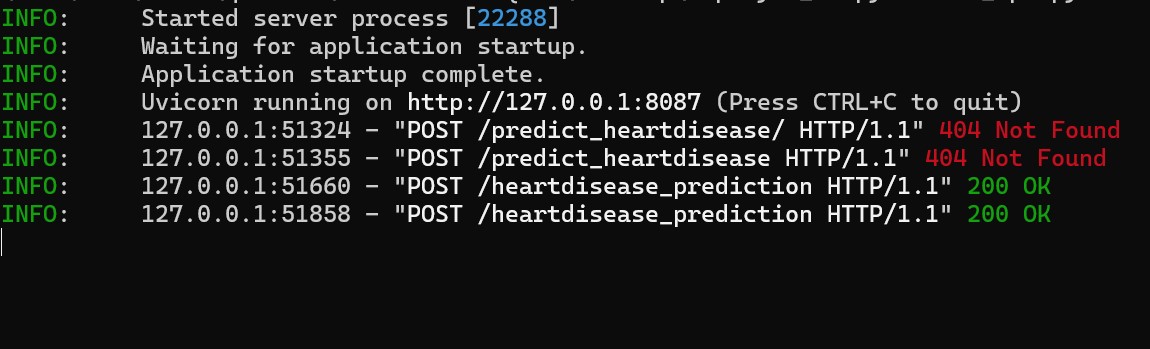 INFO:     Started server process [22288]
INFO:     Waiting for application startup.
INFO:     Application startup complete.
INFO:     Uvicorn running on http://127.0.0.1:8087 (Press CTRL+C to quit)
INFO:     127.0.0.1:51324 - "POST /predict_heartdisease/ HTTP/1.1" 404 Not Found
INFO:     127.0.0.1:51355 - "POST /predict_heartdisease HTTP/1.1" 404 Not Found
INFO:     127.0.0.1:51660 - "POST /heartdisease_prediction HTTP/1.1" 200 OK
INFO:     127.0.0.1:51858 - "POST /heartdisease_prediction HTTP/1.1" 200 OK